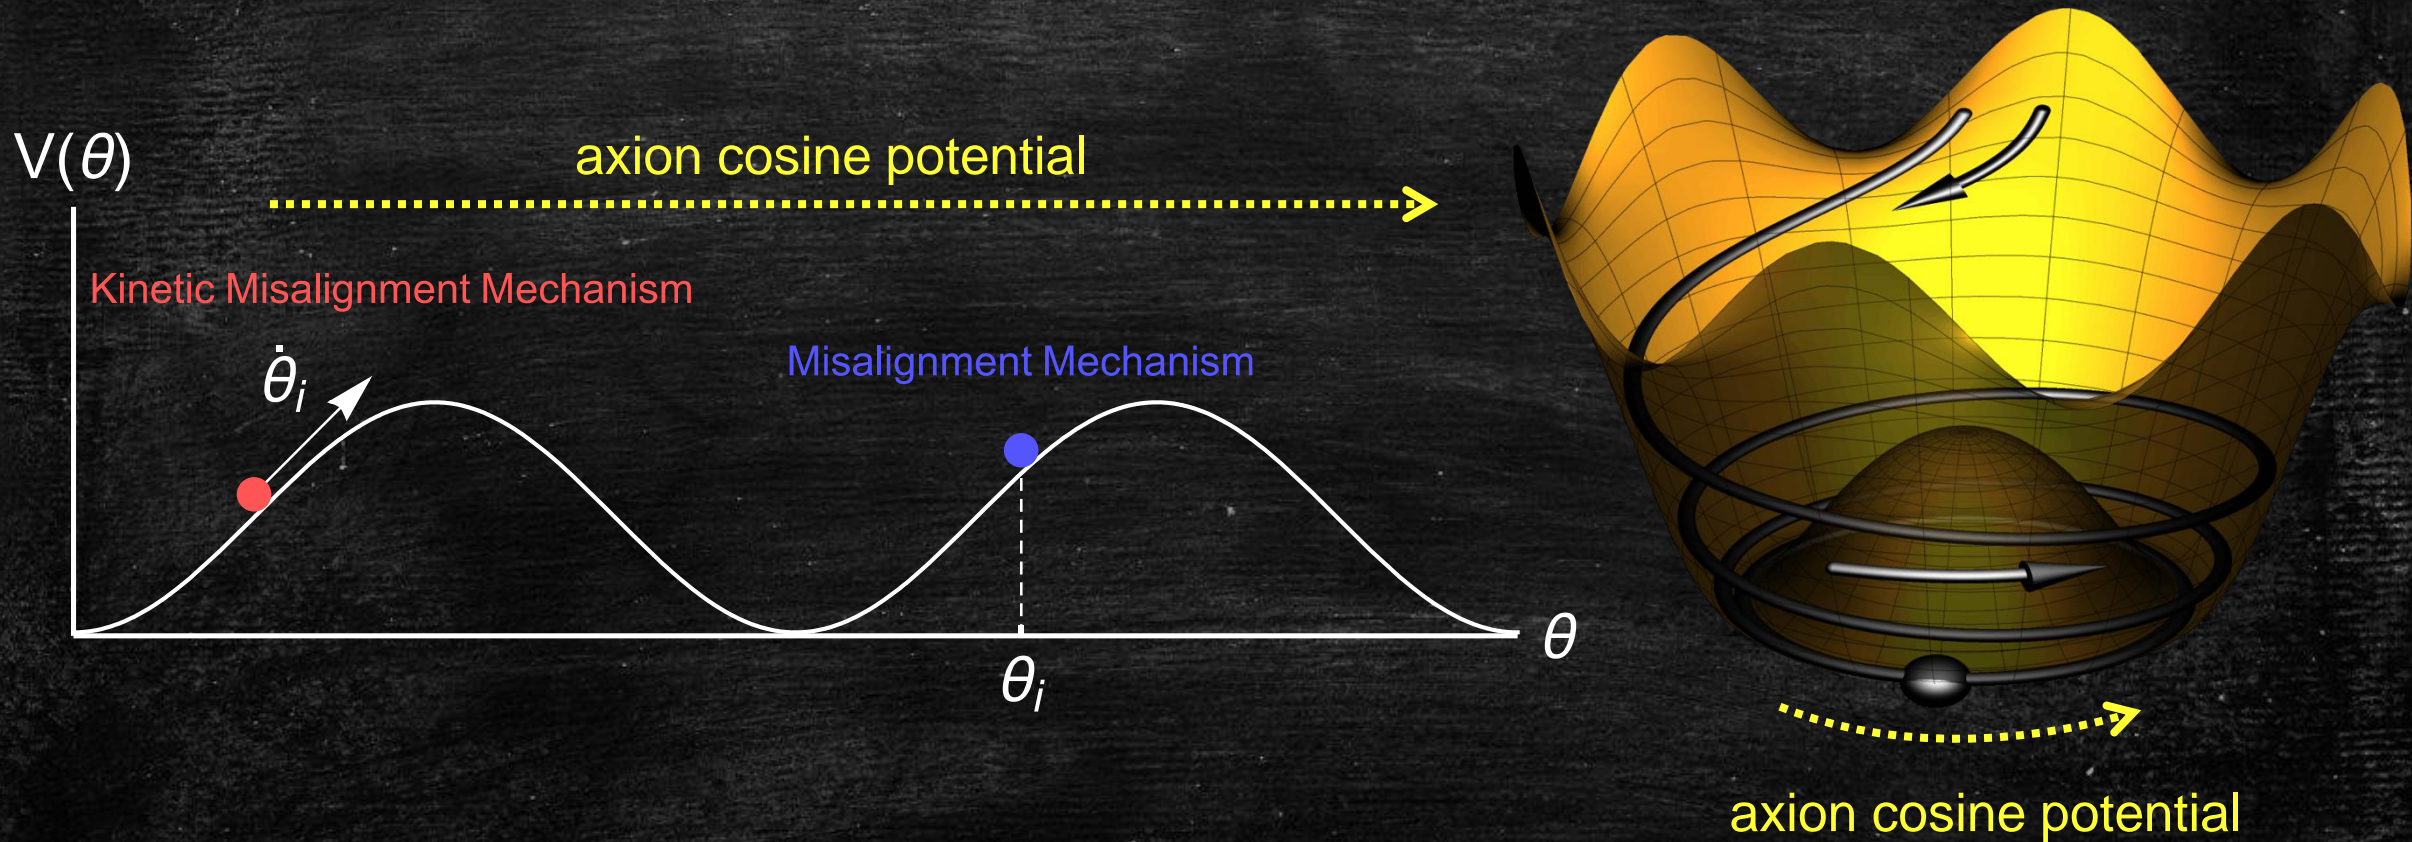 V(θ)
axion cosine potential
Kinetic Misalignment Mechanism
θ̇ᵢ
Misalignment Mechanism
θ
θᵢ
axion cosine potential